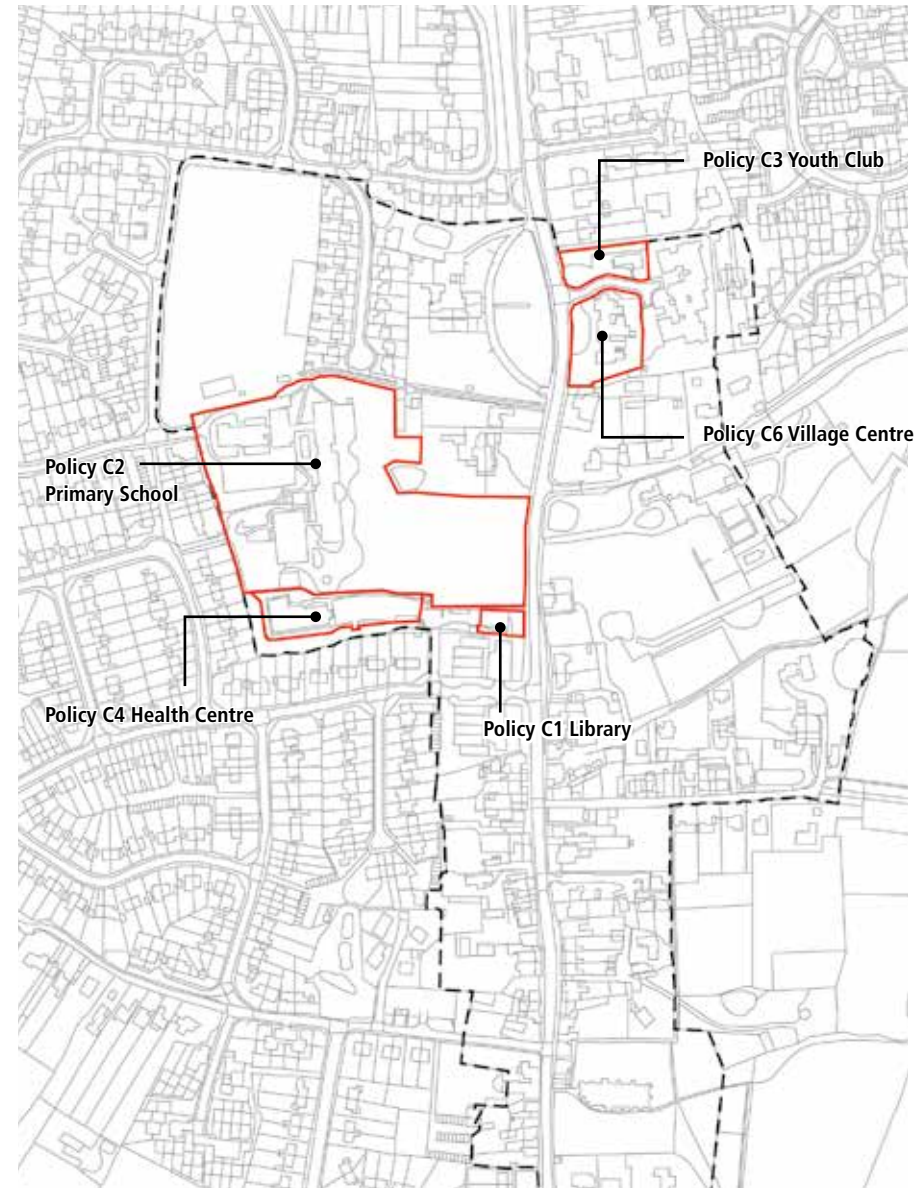 Policy C3 Youth Club
Policy C6 Village Centre
Policy C2
Primary School
Policy C4 Health Centre
Policy C1 Library